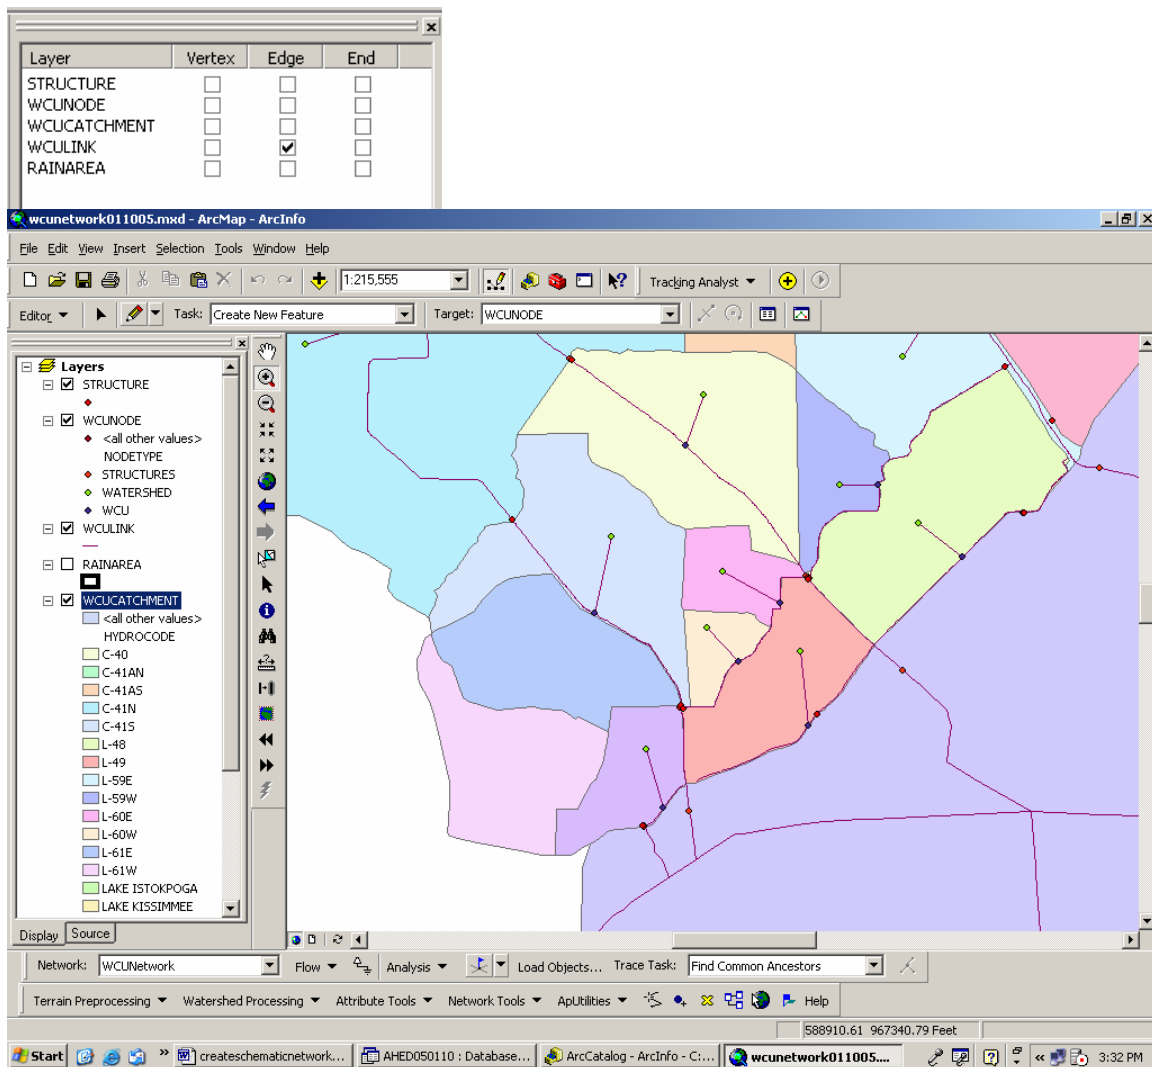 Layer Vertex Edge End
STRUCTURE
WCUNODE
WCUCATCHMENT
WCULINK
RAINAREA
wcunetwork011005.mxd - ArcMap - ArcInfo
File Edit View Insert Selection Tools Window Help
1:215,555 Tracking Analyst
Editor Task: Create New Feature Target: WCUNODE
Layers
STRUCTURE
WCUNODE
<all other values>
NODETYPE
STRUCTURES
WATERSHED
WCU
WCULINK
RAINAREA
WCUCATCHMENT
<all other values>
HYDROCODE
C-40
C-41AN
C-41AS
C-41N
C-41S
L-48
L-49
L-59E
L-59W
L-60E
L-60W
L-61E
L-61W
LAKE ISTOKPOGA
LAKE KISSIMMEE
Display Source
Network: WCUNetwork Flow Analysis Load Objects... Trace Task: Find Common Ancestors
Terrain Preprocessing Watershed Processing Attribute Tools Network Tools ApUtilities Help
588910.61 967340.79 Feet
Start createschematicnetwork... AHED050110 : Database... ArcCatalog - ArcInfo - C:... wcunetwork011005.... 3:32 PM